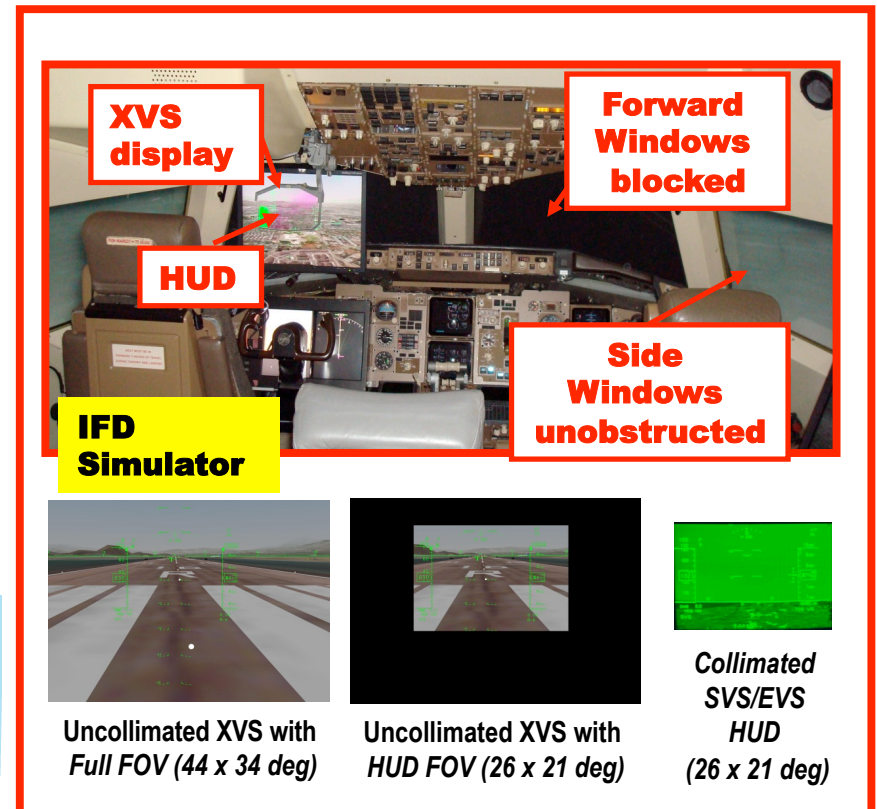 XVS
display
Forward
Windows
blocked
HUD
Side
Windows
unobstructed
IFD
Simulator
Uncollimated XVS with
Full FOV (44 x 34 deg)
Uncollimated XVS with
HUD FOV (26 x 21 deg)
Collimated
SVS/EVS
HUD
(26 x 21 deg)